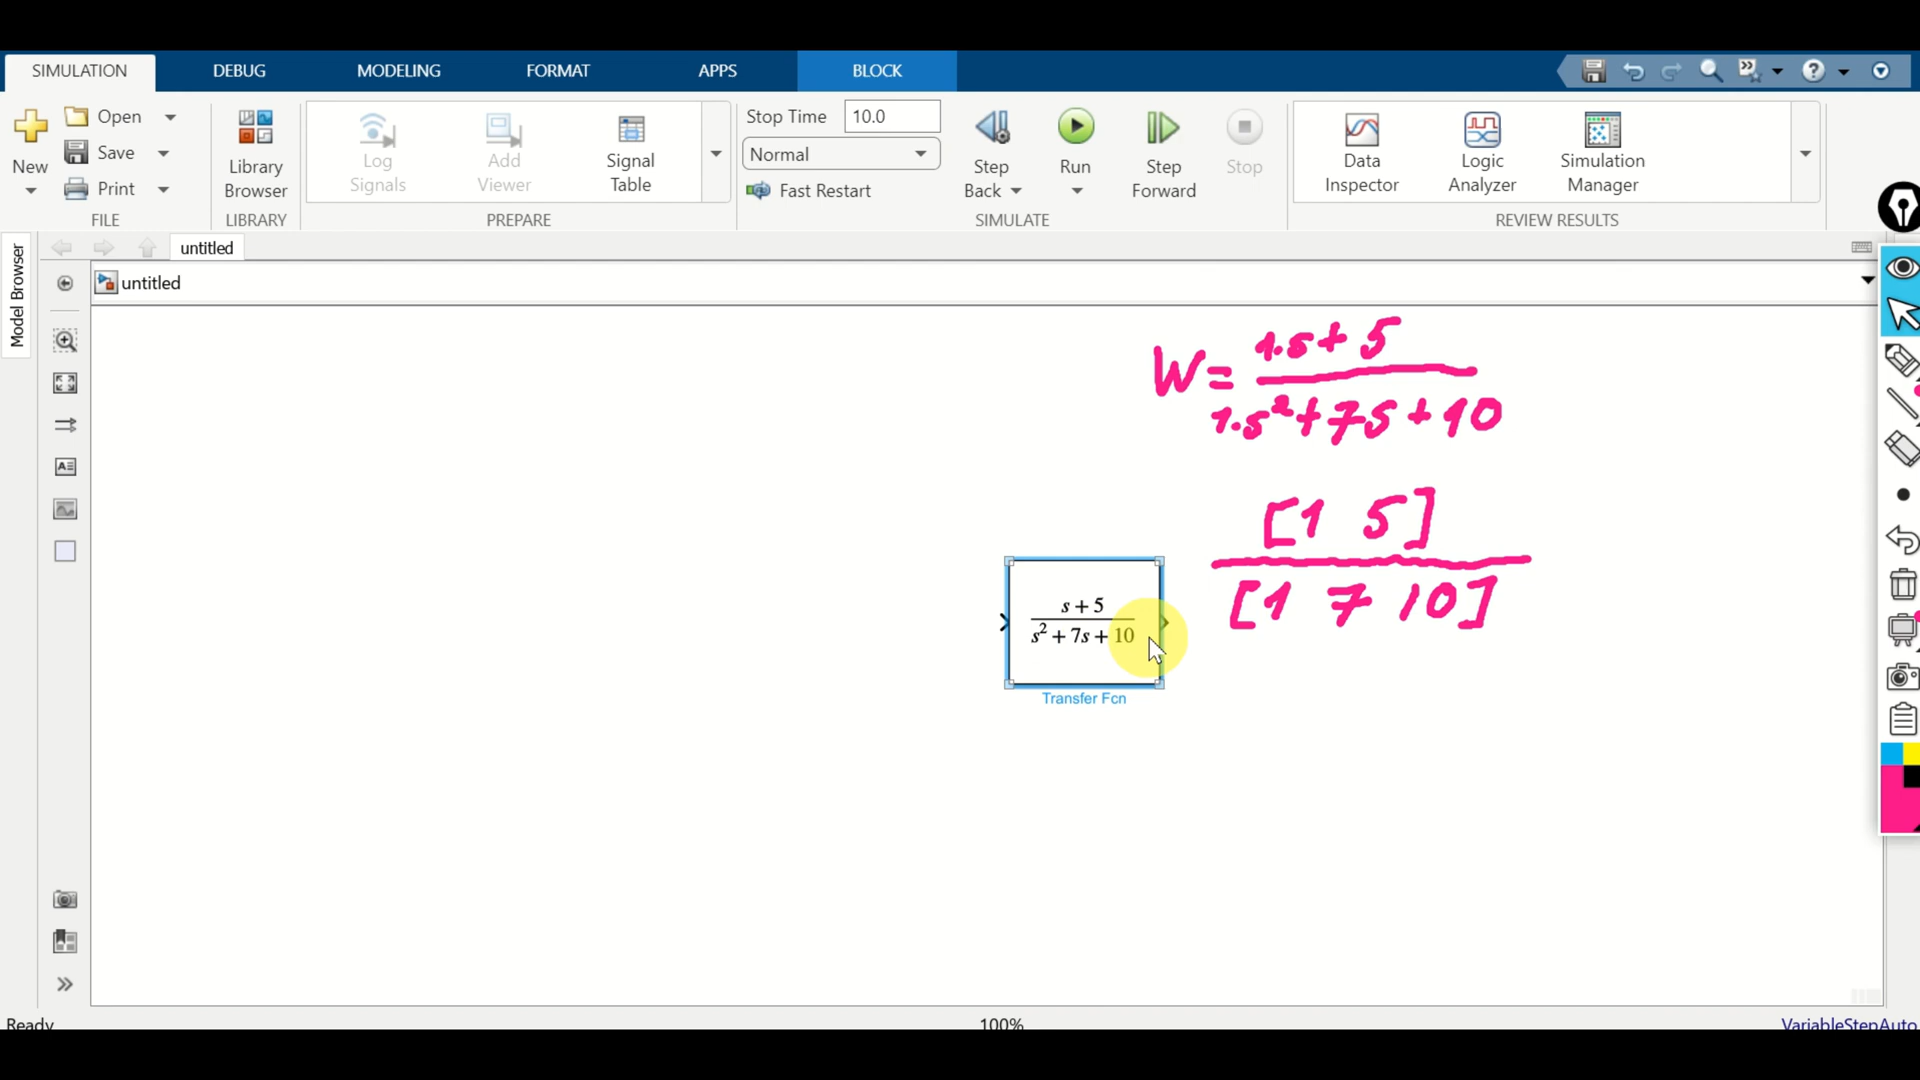 SIMULATION DEBUG MODELING FORMAT APPS BLOCK
New
Open
Save
Print
FILE
Library
Browser
LIBRARY
Log
Signals
Add
Viewer
Signal
Table
PREPARE
Stop Time 10.0
Normal
Fast Restart
Step
Back
Run
Step
Forward
Stop
SIMULATE
Data
Inspector
Logic
Analyzer
Simulation
Manager
REVIEW RESULTS
Model Browser
untitled
untitled
W=
1.s+ 5
1.s²+7s+10
[1 5]
[1 7 10]
s + 5
s² + 7s + 10
Transfer Fcn
Ready
100%
VariableStepAuto